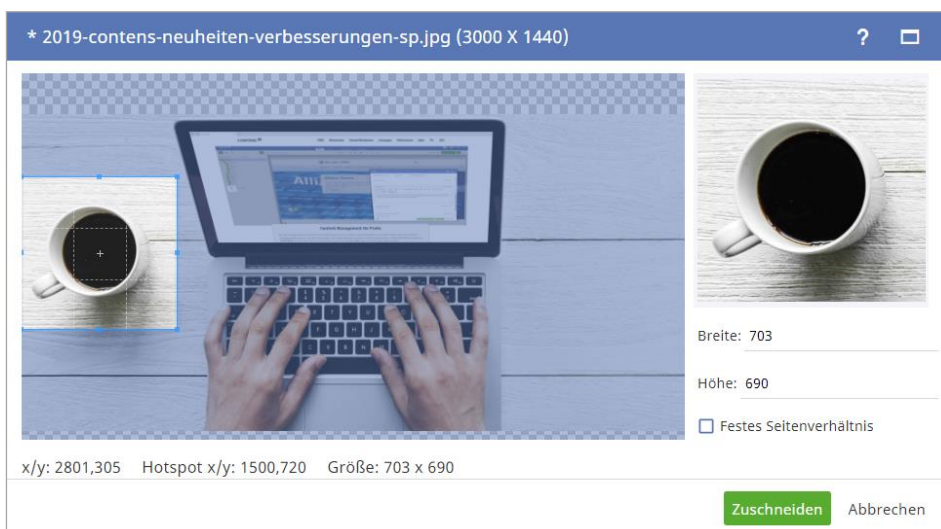 * 2019-contens-neuheiten-verbesserungen-sp.jpg (3000 X 1440)
?
Breite: 703
Höhe: 690
Festes Seitenverhältnis
x/y: 2801,305 Hotspot x/y: 1500,720 Größe: 703 x 690
Zuschneiden Abbrechen